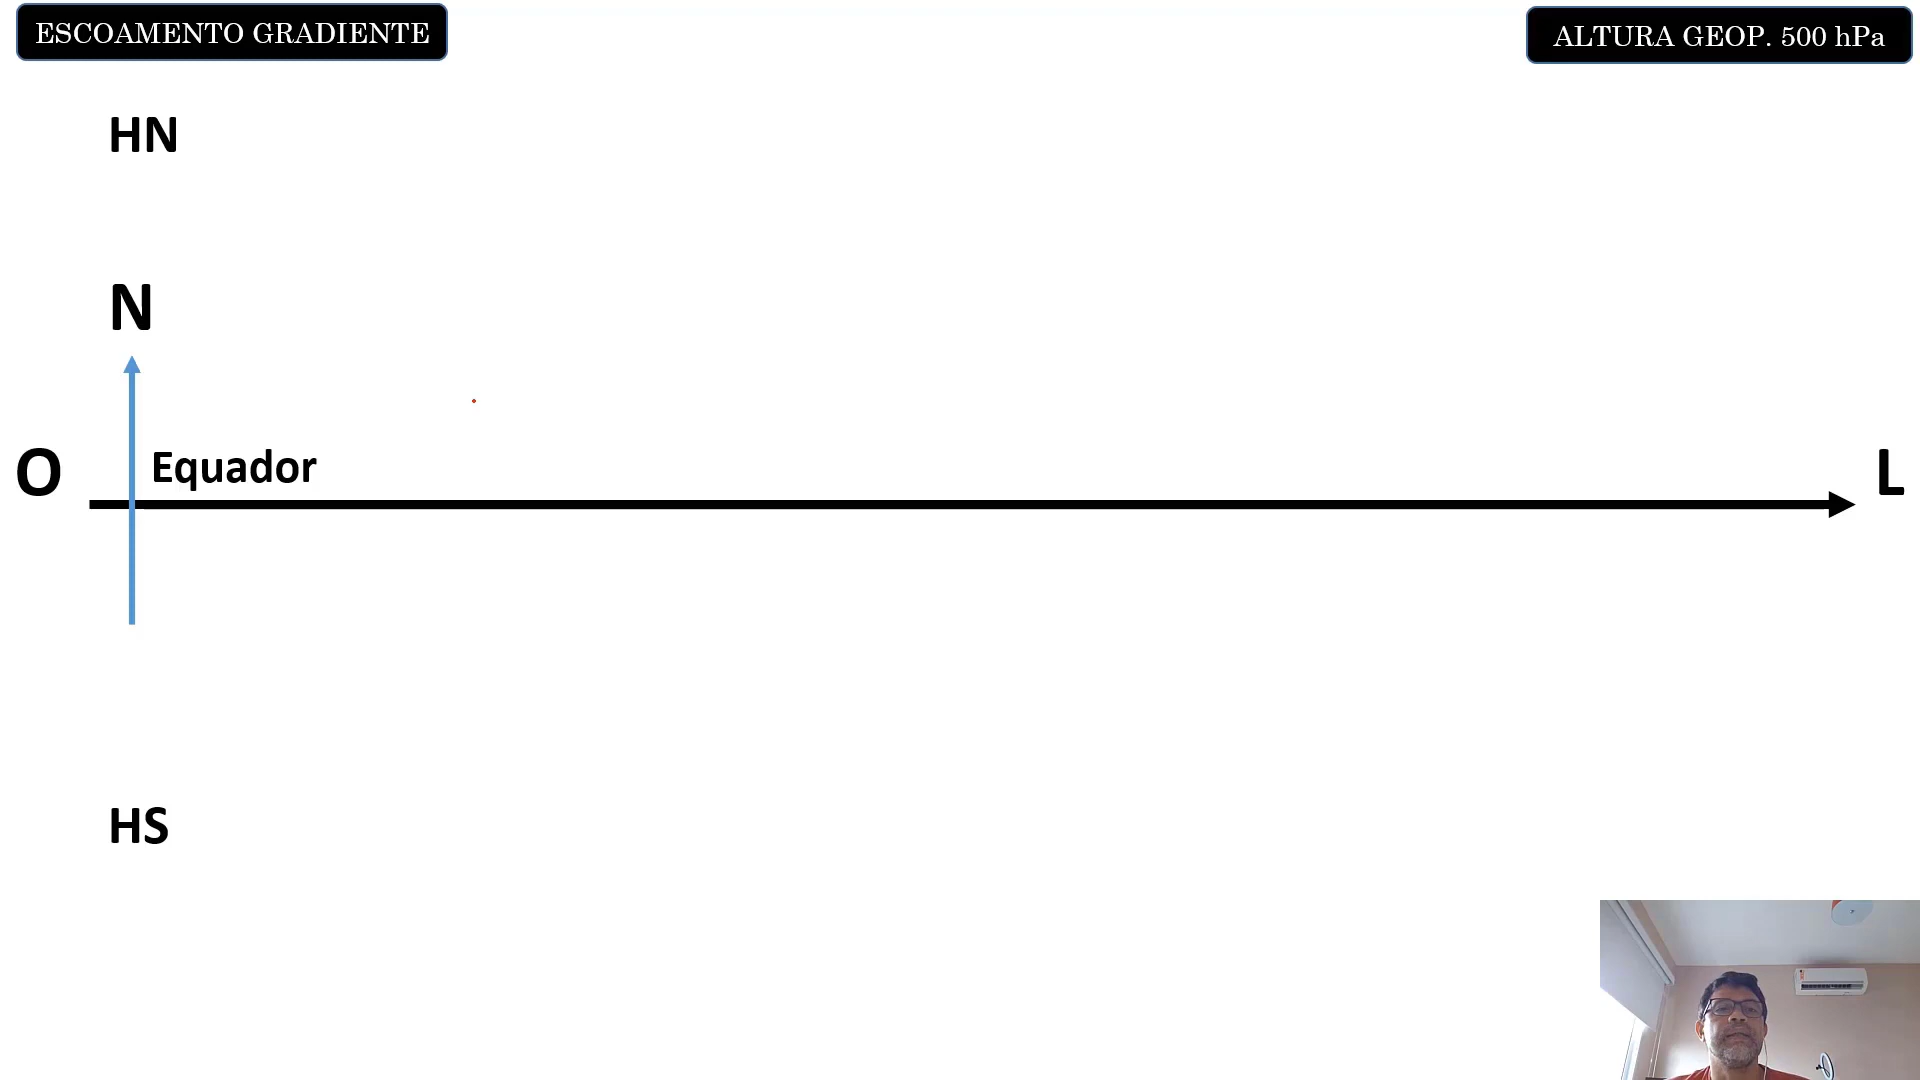 ESCOAMENTO GRADIENTE
ALTURA GEOP. 500 hPa
HN
N
O
Equador
L
HS